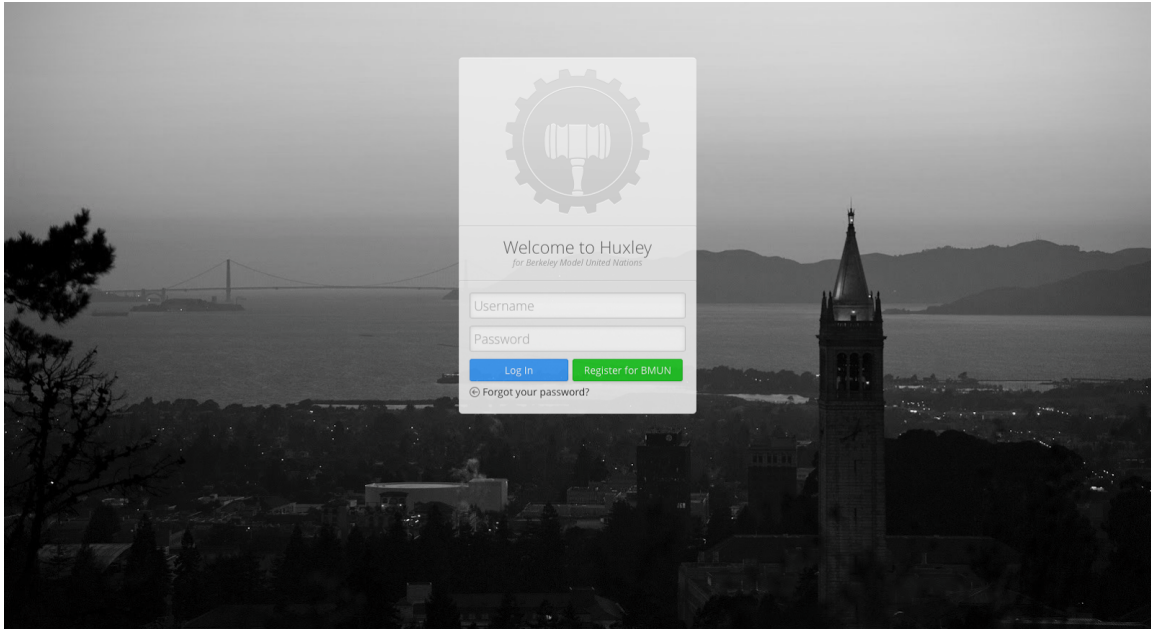 Welcome to Huxley
for Berkeley Model United Nations
Username
Password
Log In
Register for BMUN
Forgot your password?